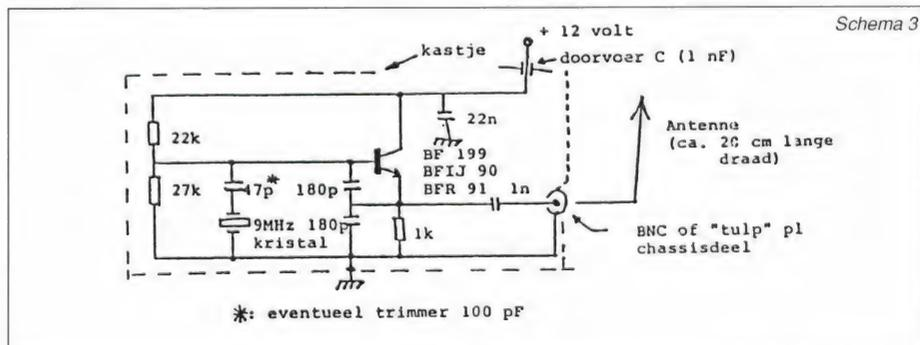 Schema 3
+ 12 volt
kastje
doorvoer C (1 nF)
22k
22n
Antenne
(ca. 20 cm lange
draad)
BF 199
BFIJ 90
BFR 91
1n
27k
47p*
180p
9MHz
kristal
180p
1k
BNC of "tulp" pl
chassisdeel
*: eventueel trimmer 100 pF